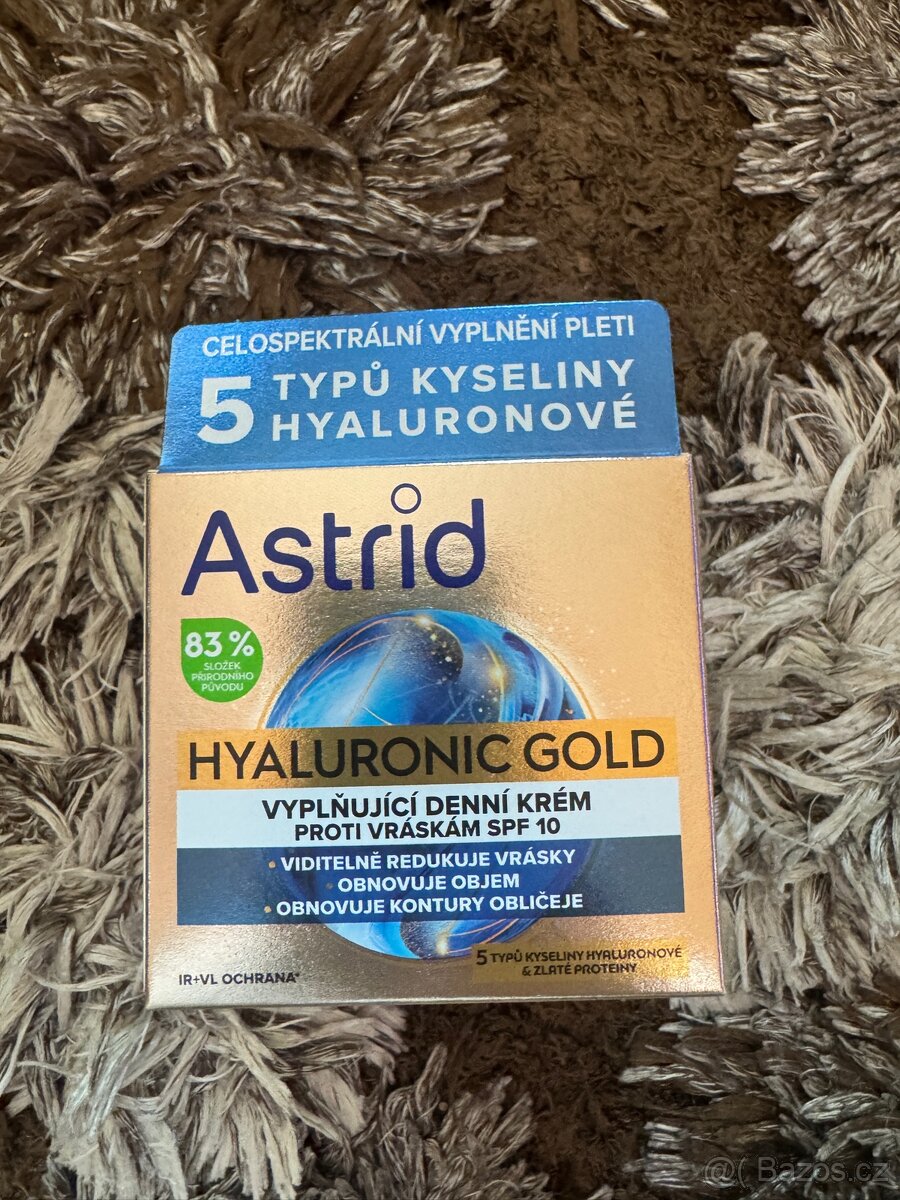 CELOSPEKTRÁLNÍ VYPLNĚNÍ PLETI
5 TYPŮ KYSELINY
HYALURONOVÉ
Astrid
83 %
SLOŽEK
PŘÍRODNÍHO
PŮVODU
HYALURONIC GOLD
VYPLŇUJÍCÍ DENNÍ KRÉM
PROTI VRÁSKÁM SPF 10
• VIDITELNĚ REDUKUJE VRÁSKY
• OBNOVUJE OBJEM
• OBNOVUJE KONTURY OBLIČEJE
5 TYPŮ KYSELINY HYALURONOVÉ
& ZLATÉ PROTEINY
IR+VL OCHRANA*
@( Bazos.cz